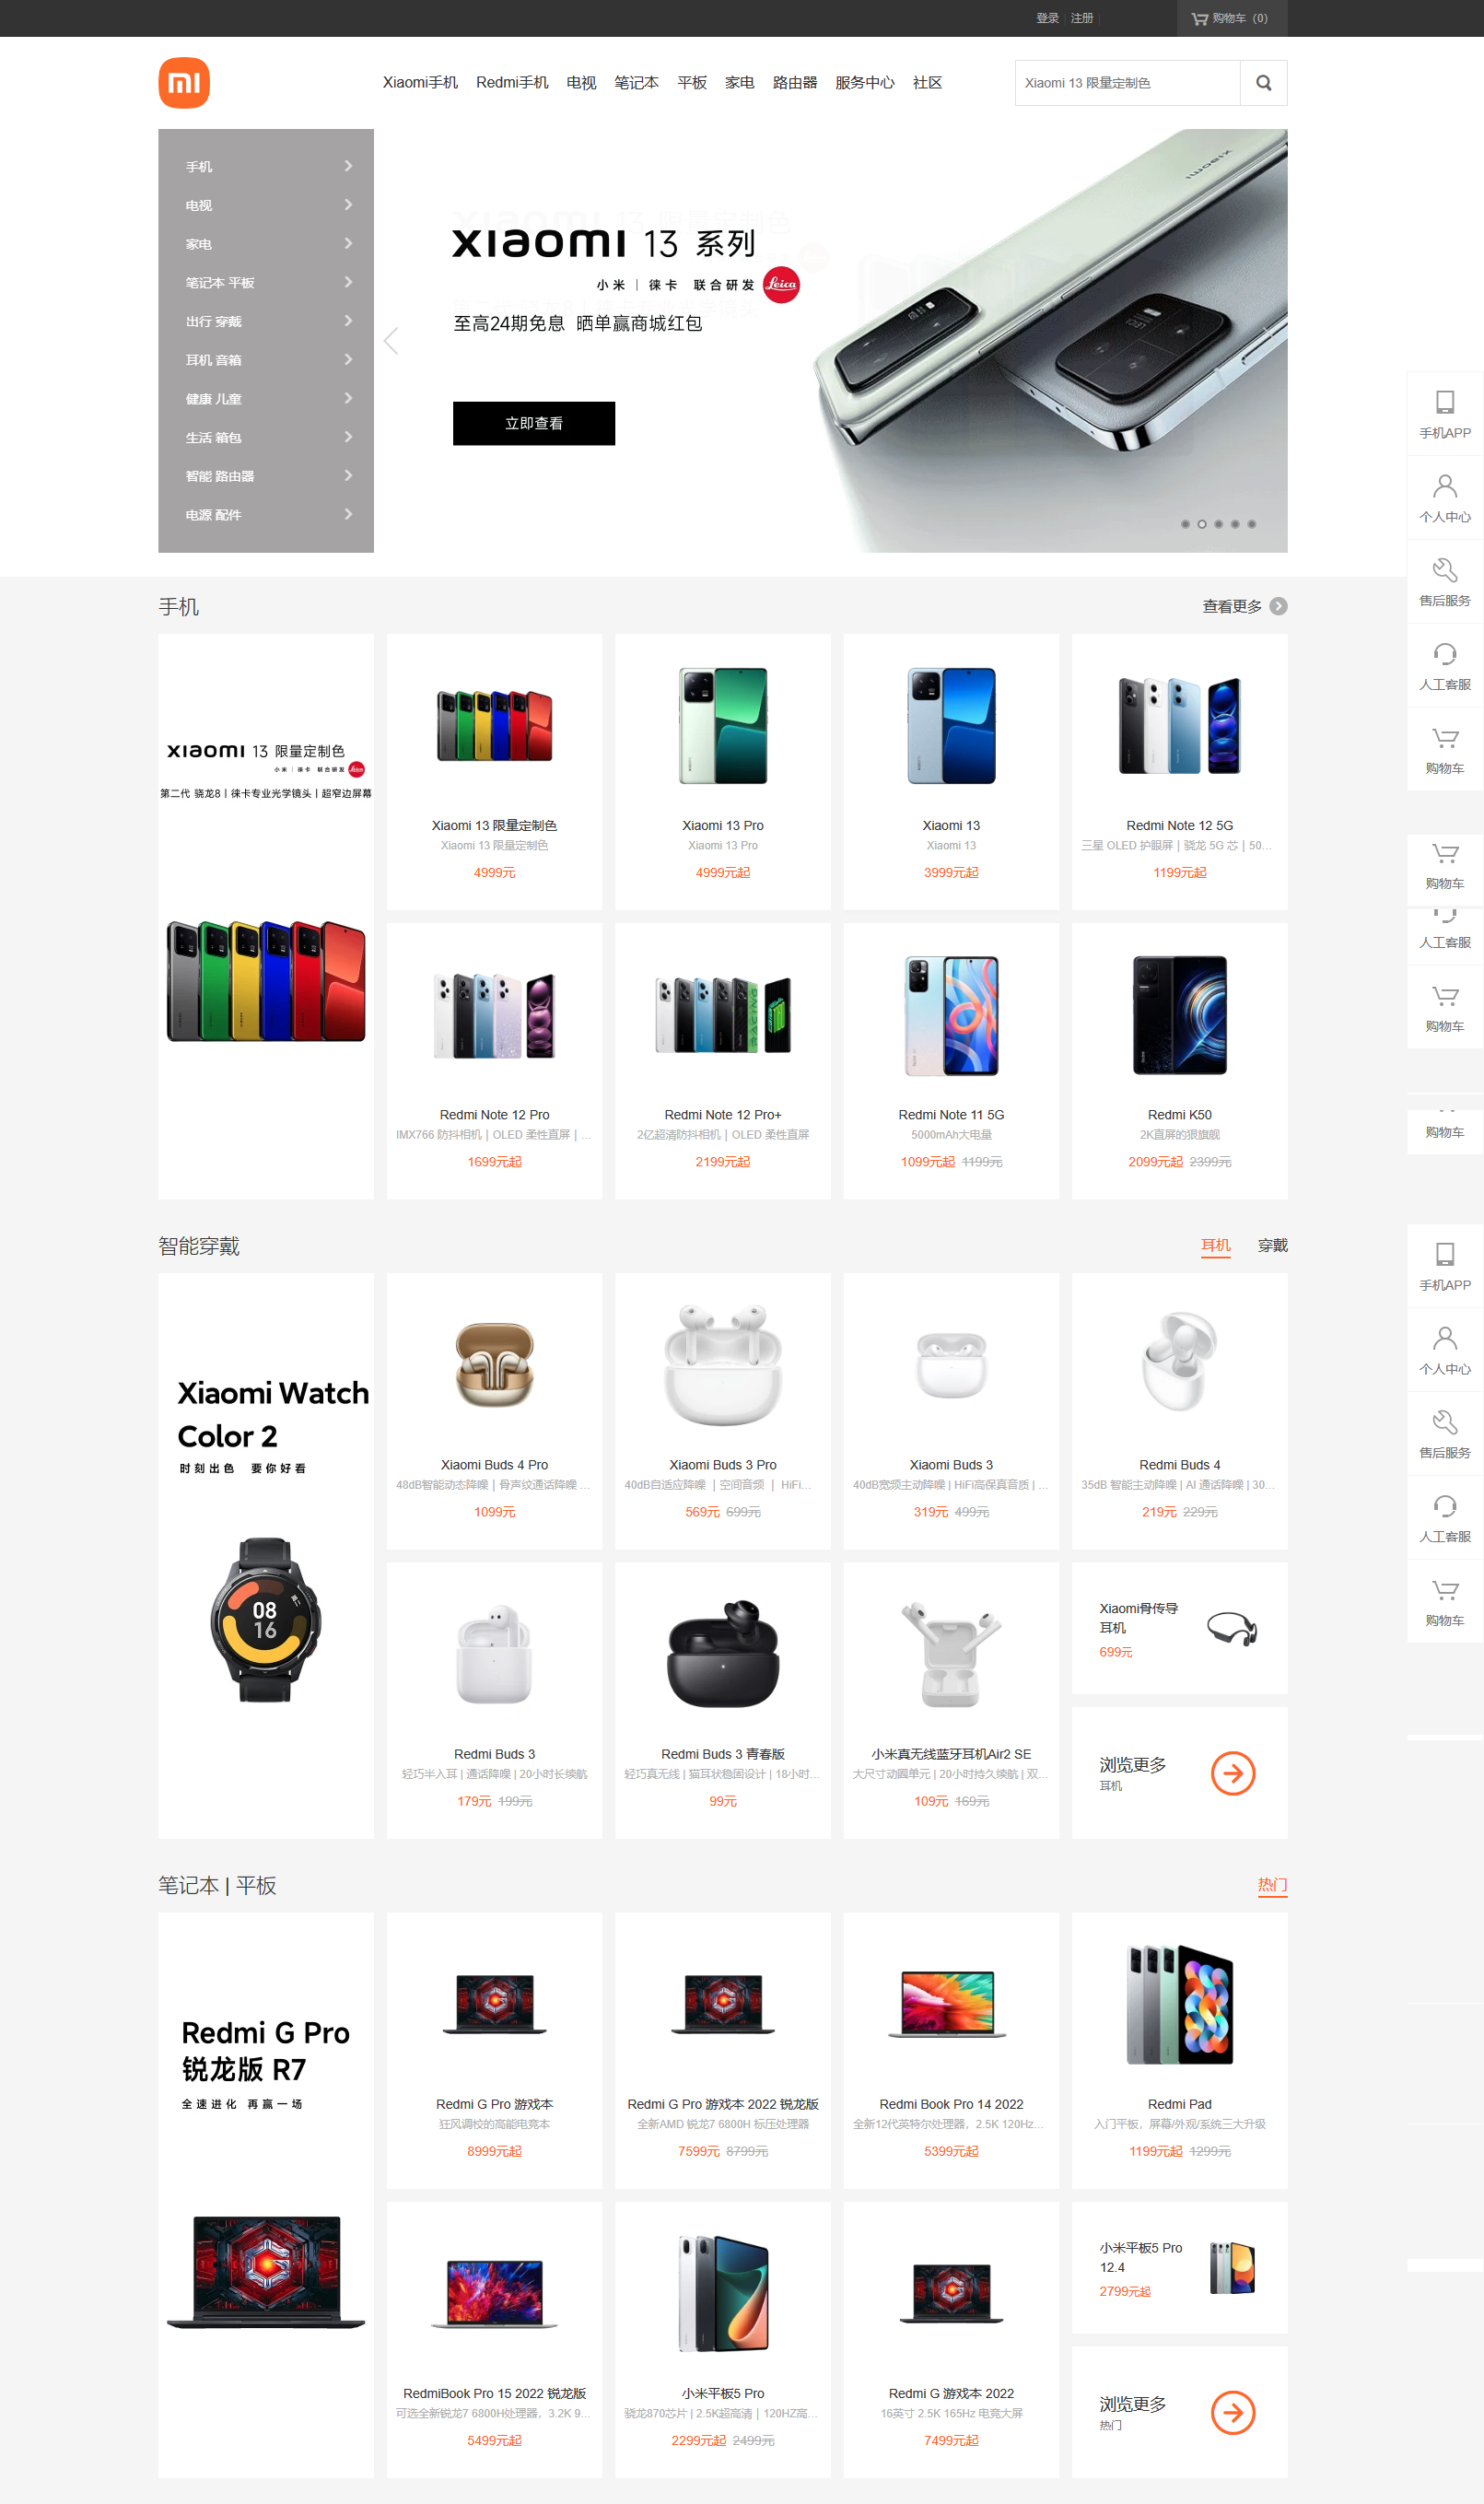 登录 | 注册 |
购物车（0）
Xiaomi手机 Redmi手机 电视 笔记本 平板 家电 路由器 服务中心 社区
Xiaomi 13 限量定制色
手机
电视
家电
笔记本 平板
出行 穿戴
耳机 音箱
健康 儿童
生活 箱包
智能 路由器
电源 配件
xiaomi 13 系列
小米 | 徕卡 联合研发 Leica
至高24期免息 晒单赢商城红包
立即查看
xiaomi
手机APP
个人中心
售后服务
人工客服
购物车
手机
查看更多
xiaomi 13 限量定制色
小米 | 徕卡 联合研发
第二代 骁龙8 | 徕卡专业光学镜头 | 超窄边屏幕
Xiaomi 13 限量定制色
Xiaomi 13 限量定制色
4999元
Xiaomi 13 Pro
Xiaomi 13 Pro
4999元起
Xiaomi 13
Xiaomi 13
3999元起
Redmi Note 12 5G
三星 OLED 护眼屏｜骁龙 5G 芯｜50...
1199元起
购物车
人工客服
购物车
购物车
Redmi Note 12 Pro
IMX766 防抖相机｜OLED 柔性直屏｜...
1699元起
Redmi Note 12 Pro+
2亿超清防抖相机｜OLED 柔性直屏
2199元起
Redmi Note 11 5G
5000mAh大电量
1099元起 1199元
Redmi K50
2K直屏的狠旗舰
2099元起 2399元
智能穿戴
耳机 穿戴
手机APP
个人中心
售后服务
人工客服
购物车
Xiaomi Watch
Color 2
时刻出色 要你好看
08
16
Xiaomi Buds 4 Pro
48dB智能动态降噪｜骨声纹通话降噪 ...
1099元
Xiaomi Buds 3 Pro
40dB自适应降噪 ｜空间音频 ｜ HiFi...
569元 699元
Xiaomi Buds 3
40dB宽频主动降噪 | HiFi高保真音质 | ...
319元 499元
Redmi Buds 4
35dB 智能主动降噪 | AI 通话降噪 | 30...
219元 229元
Redmi Buds 3
轻巧半入耳 | 通话降噪 | 20小时长续航
179元 199元
Redmi Buds 3 青春版
轻巧真无线 | 猫耳状稳固设计 | 18小时...
99元
小米真无线蓝牙耳机Air2 SE
大尺寸动圈单元 | 20小时持久续航 | 双...
109元 169元
Xiaomi骨传导
耳机
699元
浏览更多
耳机
笔记本 | 平板
热门
Redmi G Pro
锐龙版 R7
全速进化 再赢一场
Redmi G Pro 游戏本
狂风调校的高能电竞本
8999元起
Redmi G Pro 游戏本 2022 锐龙版
全新AMD 锐龙7 6800H 标压处理器
7599元 8799元
Redmi Book Pro 14 2022
全新12代英特尔处理器，2.5K 120Hz...
5399元起
Redmi Pad
入门平板，屏幕/外观/系统三大升级
1199元起 1299元
RedmiBook Pro 15 2022 锐龙版
可选全新锐龙7 6800H处理器，3.2K 9...
5499元起
小米平板5 Pro
骁龙870芯片 | 2.5K超高清｜120HZ高...
2299元起 2499元
Redmi G 游戏本 2022
16英寸 2.5K 165Hz 电竞大屏
7499元起
小米平板5 Pro
12.4
2799元起
浏览更多
热门